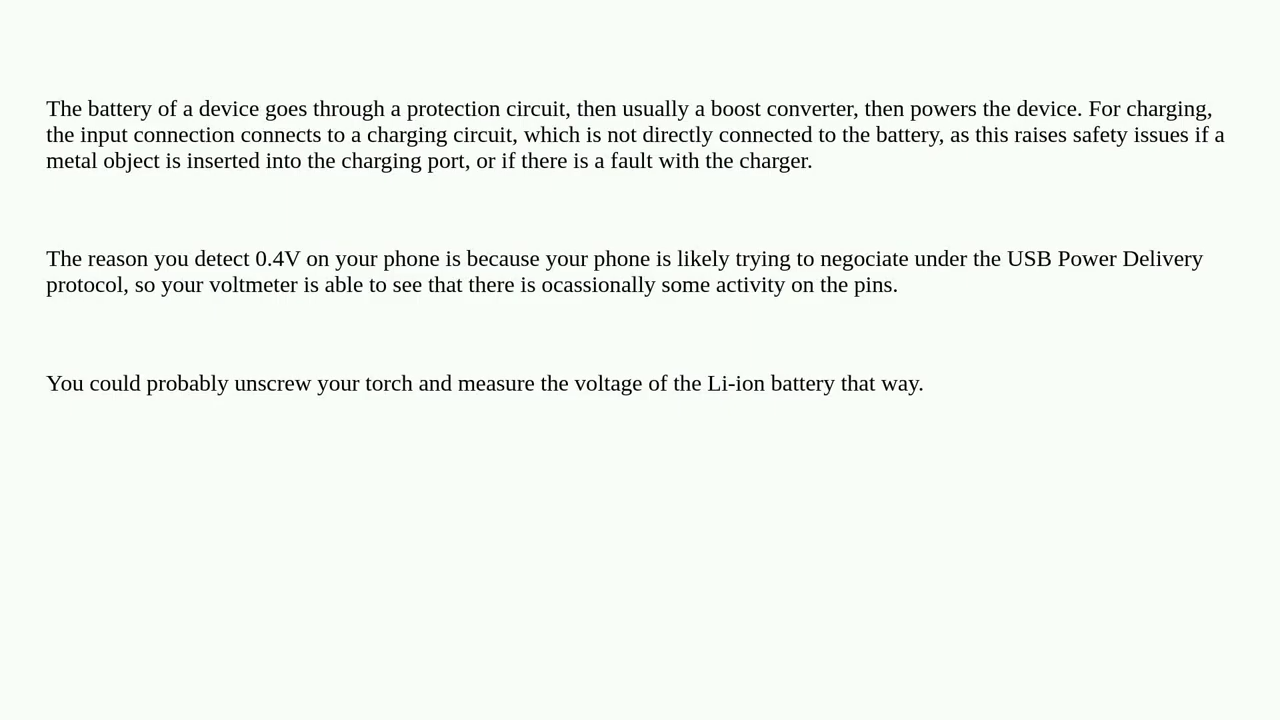 The battery of a device goes through a protection circuit, then usually a boost converter, then powers the device. For charging,
the input connection connects to a charging circuit, which is not directly connected to the battery, as this raises safety issues if a
metal object is inserted into the charging port, or if there is a fault with the charger.
The reason you detect 0.4V on your phone is because your phone is likely trying to negociate under the USB Power Delivery
protocol, so your voltmeter is able to see that there is ocassionally some activity on the pins.
You could probably unscrew your torch and measure the voltage of the Li-ion battery that way.